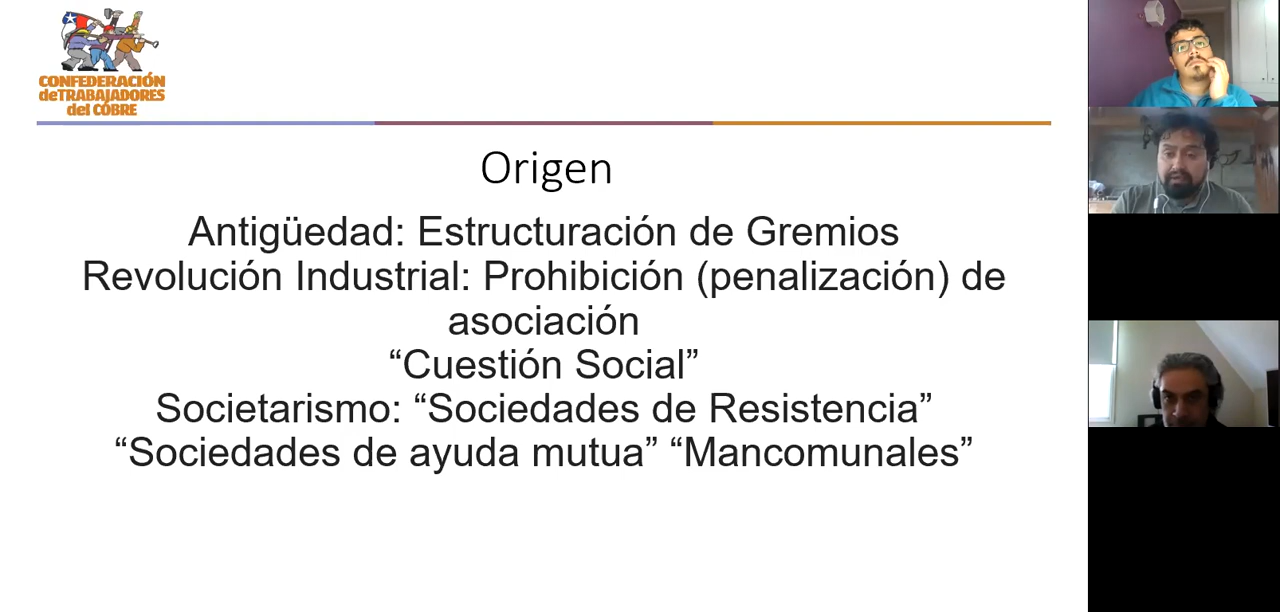 CONFEDERACIÓN
deTRABAJADORES
del CÓBRE
Origen
Antigüedad: Estructuración de Gremios
Revolución Industrial: Prohibición (penalización) de
asociación
“Cuestión Social”
Societarismo: “Sociedades de Resistencia”
“Sociedades de ayuda mutua” “Mancomunales”